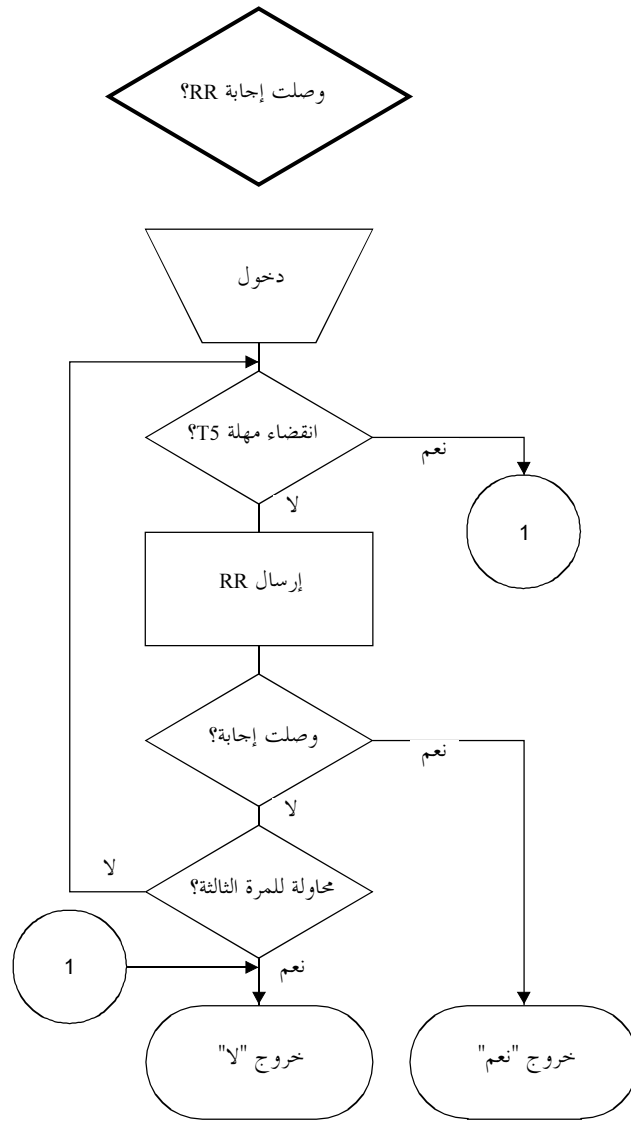 وصلت إجابة RR؟
دخول
انقضاء مهلة T5؟
نعم
لا
1
إرسال RR
وصلت إجابة؟
نعم
لا
لا
محاولة للمرة الثالثة؟
1
نعم
خروج "لا"
خروج "نعم"